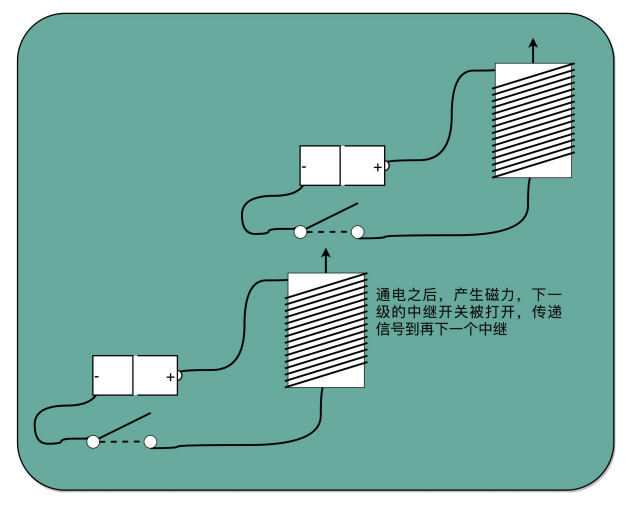 -
+
通电之后，产生磁力，下一
级的中继开关被打开，传递
信号到再下一个中继
-
+